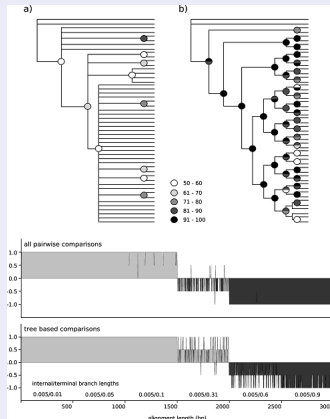 a)
b)
50 - 60
61 - 70
71 - 80
81 - 90
91 - 100
all pairwise comparisons
1.0
0.5
0.0
-0.5
-1.0
tree based comparisons
1.0
0.5
0.0
-0.5
-1.0
internal/terminal branch lengths
0.005/0.01 0.005/0.05 0.005/0.1 0.005/0.31 0.005/0.6 0.005/0.9
500 1000 1500 2000 2500
alignment length (bp)